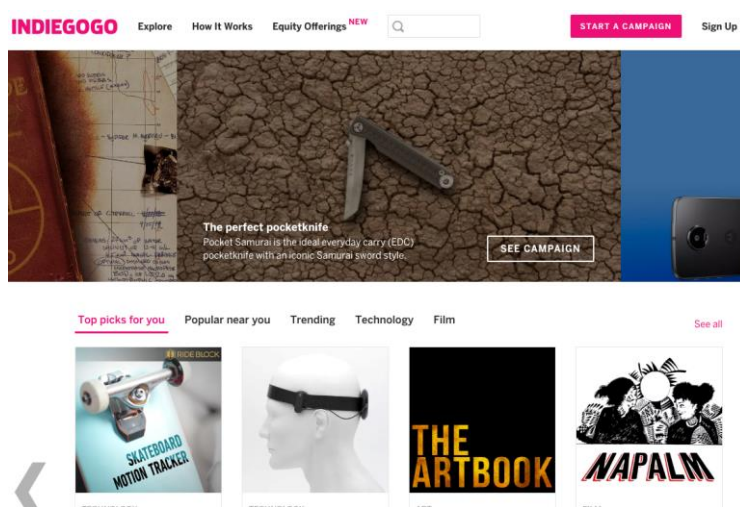 INDIEGOGO
Explore
How It Works
Equity Offerings NEW
START A CAMPAIGN
Sign Up
The perfect pocketknife
Pocket Samurai is the ideal everyday carry (EDC)
pocketknife with an iconic Samurai sword style.
SEE CAMPAIGN
Top picks for you
Popular near you
Trending
Technology
Film
See all
RIDE BLOCK
SKATEBOARD
MOTION TRACKER
THE
ARTBOOK
NAPALM